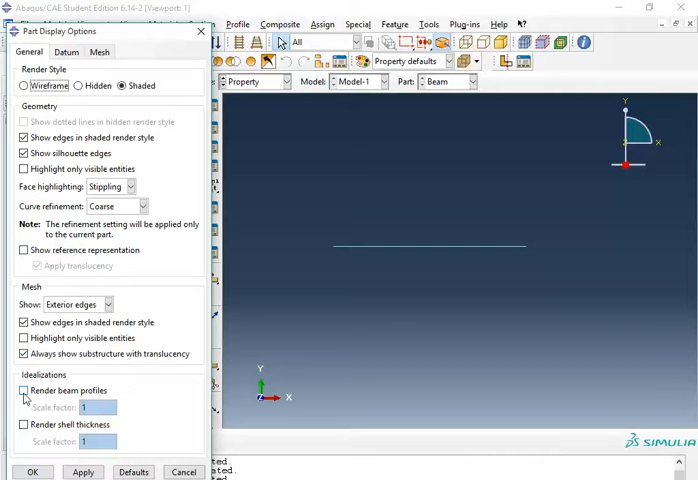 Abaqus/CAE Student Edition 6.14-2 [Viewport: 1]
Profile Composite Assign Special Feature Tools Plug-ins Help
Part Display Options
General Datum Mesh
Render Style
Wireframe Hidden Shaded
Geometry
Show dotted lines in hidden render style
Show edges in shaded render style
Show silhouette edges
Highlight only visible entities
Face highlighting: Stippling
Curve refinement: Coarse
Note: The refinement setting will be applied only
to the current part.
Show reference representation
Apply translucency
Mesh
Show: Exterior edges
Show edges in shaded render style
Highlight only visible entities
Always show substructure with translucency
Idealizations
Render beam profiles
Scale factor: 1
Render shell thickness
Scale factor: 1
OK Apply Defaults Cancel
All
Property defaults
Property Model: Model-1 Part: Beam
Y
Z X
Y
Z X
SIMULIA
ted.
ated.
ted.